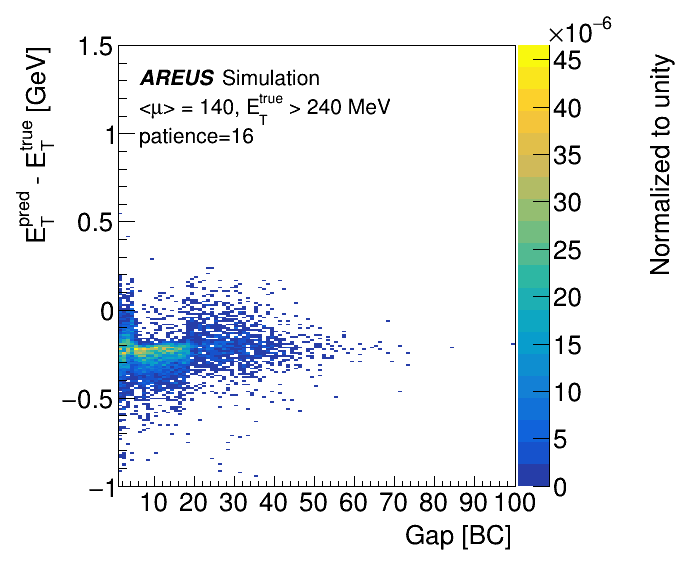 ×10⁻⁶
AREUS Simulation
<μ> = 140, E_T^true > 240 MeV
patience=16
E_T^pred - E_T^true [GeV]
1.5
1
0.5
0
−0.5
−1
10 20 30 40 50 60 70 80 90 100
Gap [BC]
45
40
35
30
25
20
15
10
5
0
Normalized to unity